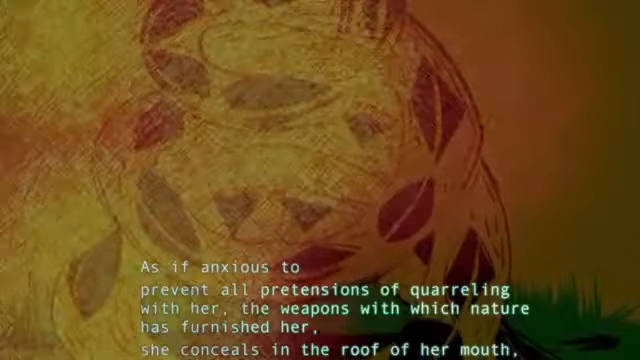 As if anxious to
prevent all pretensions of quarreling
with her, the weapons with which nature
has furnished her,
she conceals in the roof of her mouth,